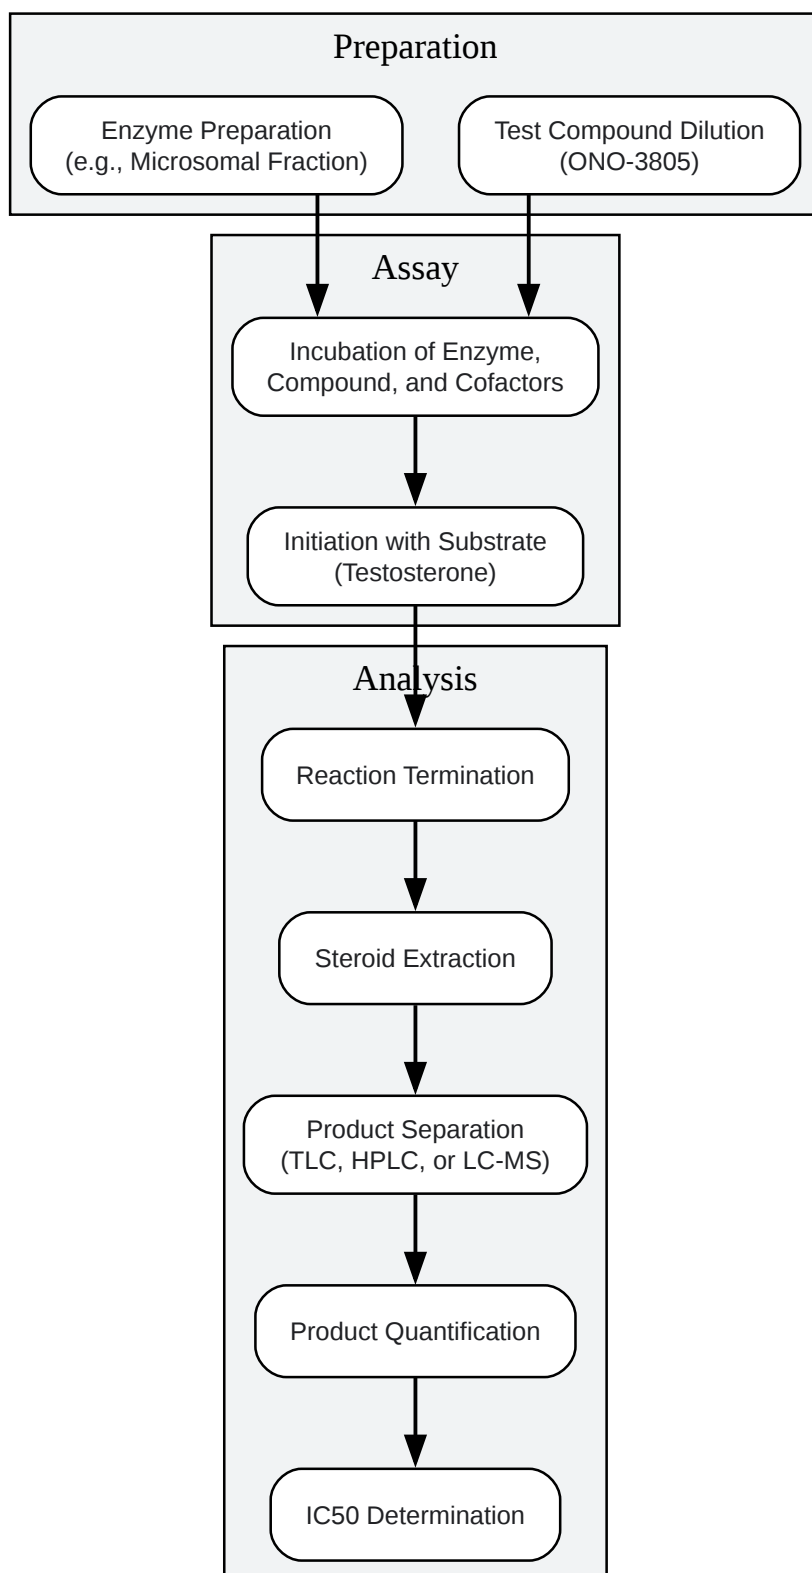 Preparation
Enzyme Preparation
(e.g., Microsomal Fraction)
Test Compound Dilution
(ONO-3805)
Assay
Incubation of Enzyme,
Compound, and Cofactors
Initiation with Substrate
(Testosterone)
Analysis
Reaction Termination
Steroid Extraction
Product Separation
(TLC, HPLC, or LC-MS)
Product Quantification
IC50 Determination